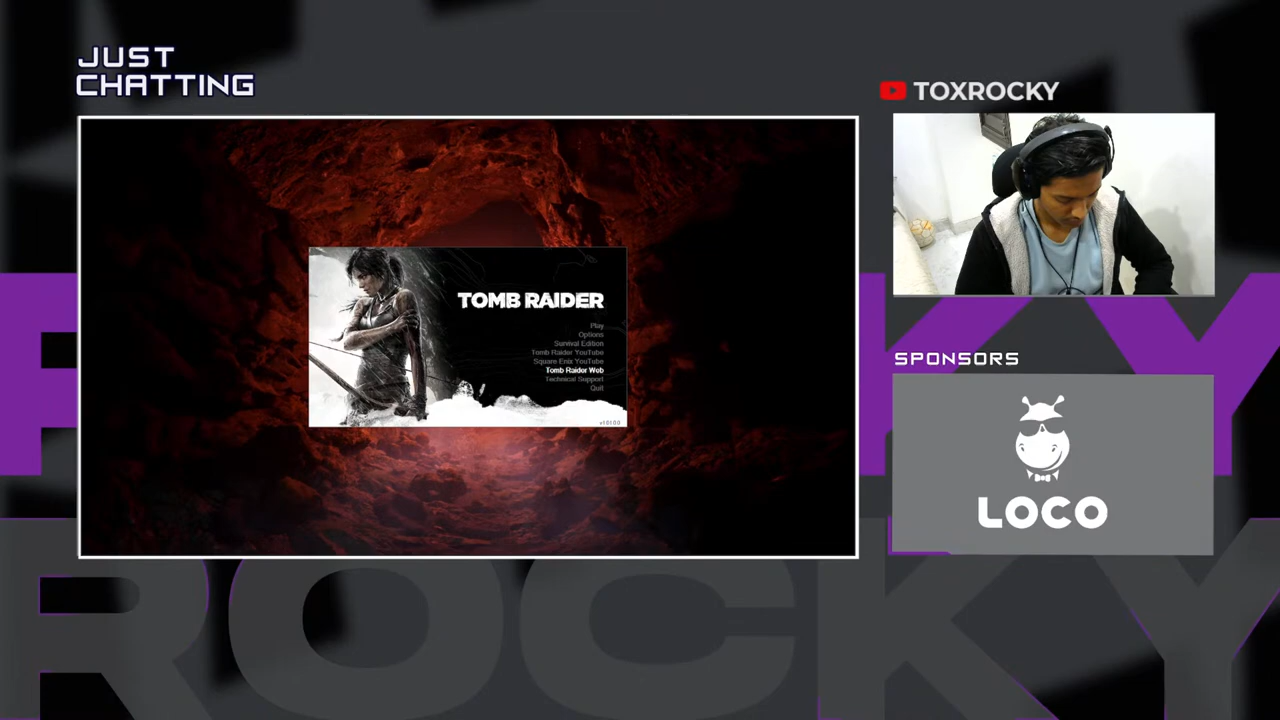 JUST
CHATTING
TOXROCKY
TOMB RAIDER
Play
Options
Survival Edition
Tomb Raider YouTube
Square Enix YouTube
Tomb Raider Web
Technical Support
Quit
SPONSORS
LOCO
ROCKY